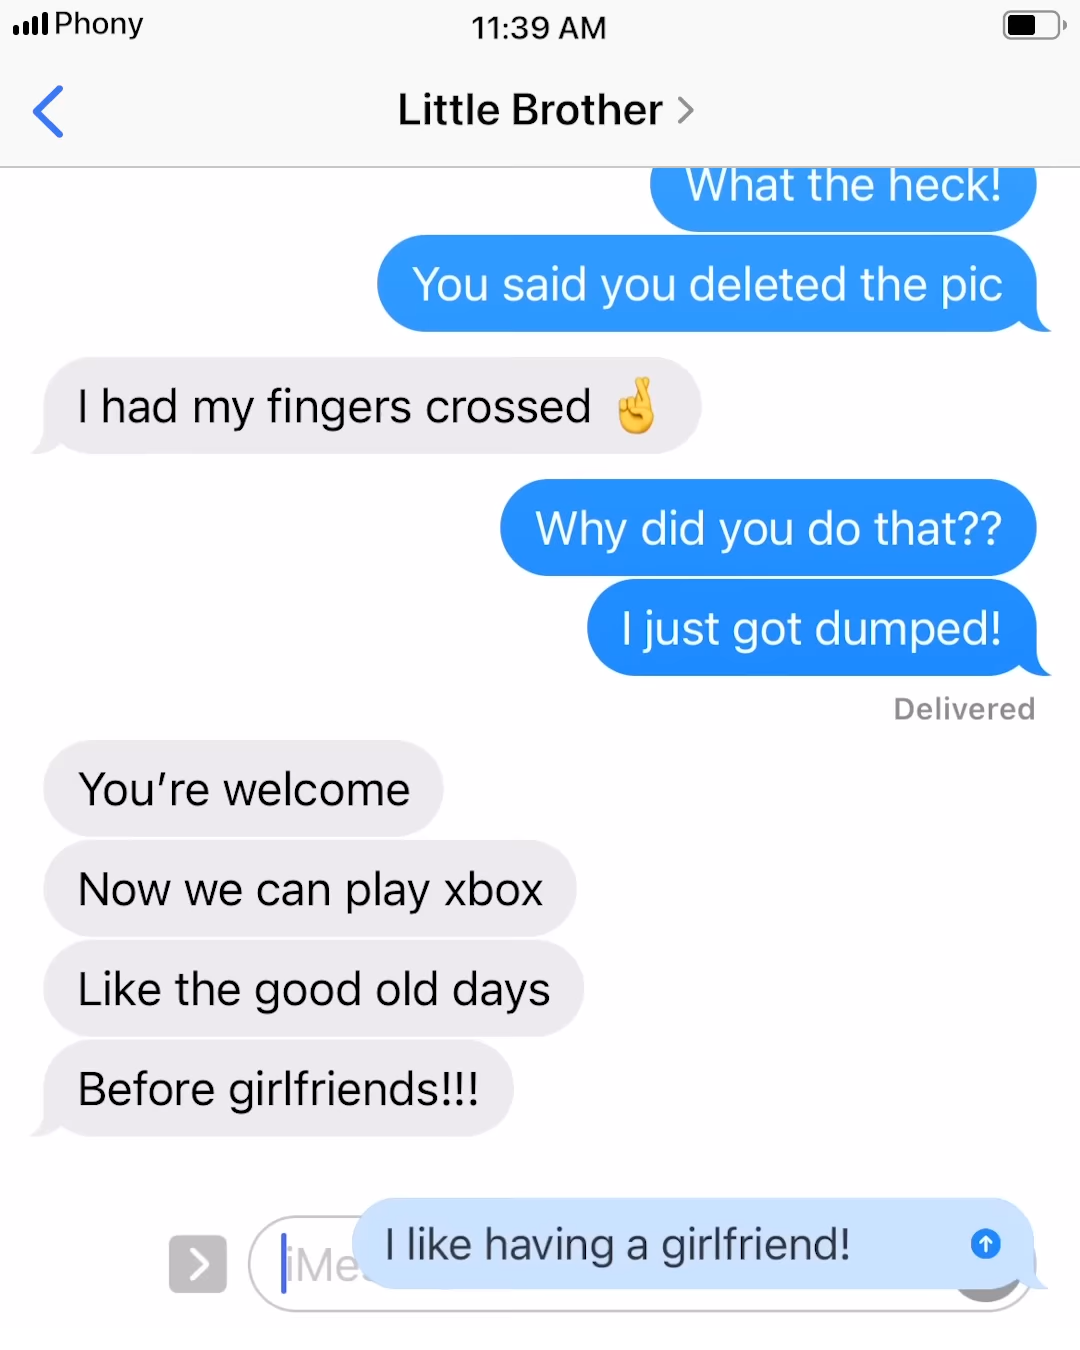 Phony
11:39 AM
Little Brother
What the heck!
You said you deleted the pic
I had my fingers crossed 🤞
Why did you do that??
I just got dumped!
Delivered
You’re welcome
Now we can play xbox
Like the good old days
Before girlfriends!!!
I like having a girlfriend!
iMe